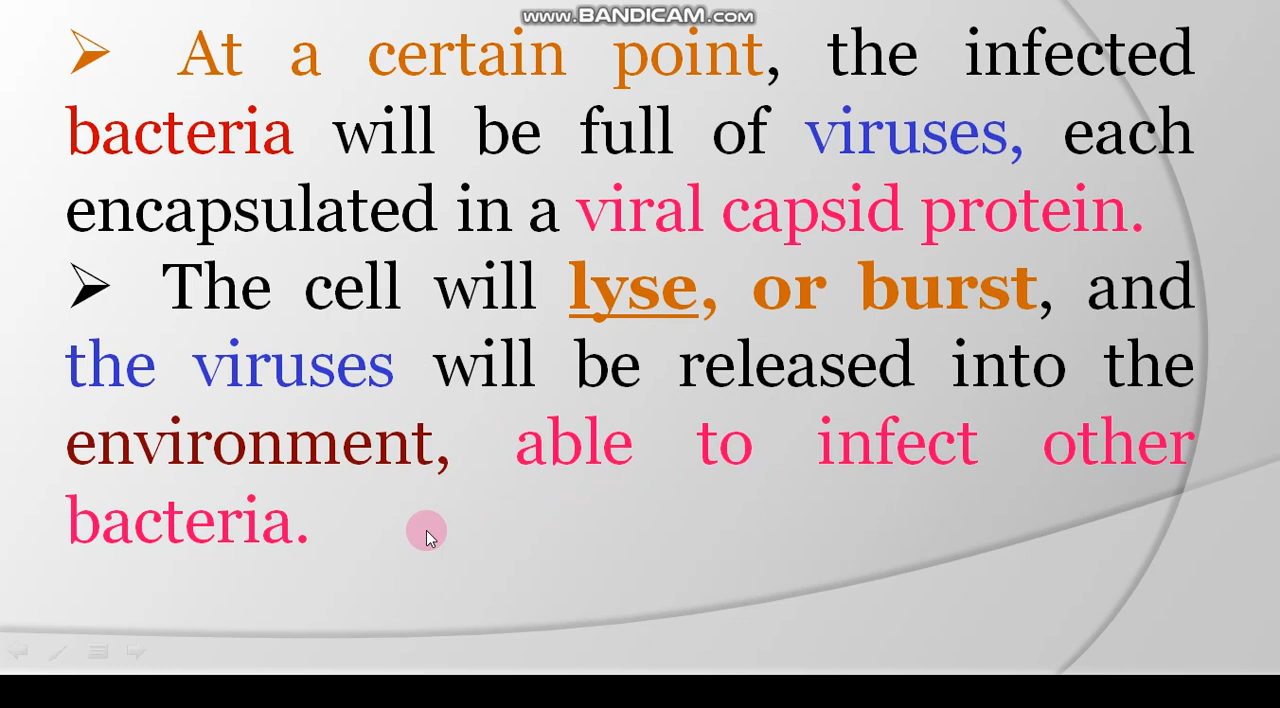 www.BANDICAM.com
➢ At a certain point, the infected
bacteria will be full of viruses, each
encapsulated in a viral capsid protein.
➢ The cell will lyse, or burst, and
the viruses will be released into the
environment, able to infect other
bacteria.